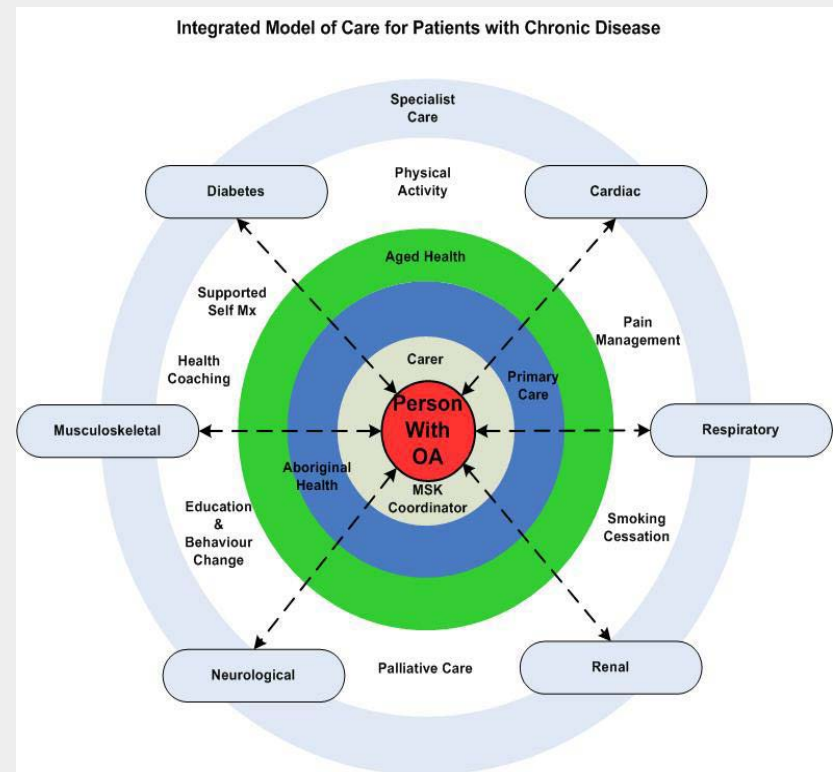 Integrated Model of Care for Patients with Chronic Disease
Specialist
Care
Physical
Activity
Diabetes
Cardiac
Aged Health
Supported
Self Mx
Pain
Management
Health
Coaching
Carer
Primary
Care
Person
With
OA
Musculoskeletal
Respiratory
Aboriginal
Health
MSK
Coordinator
Education
&
Behaviour
Change
Smoking
Cessation
Neurological
Palliative Care
Renal